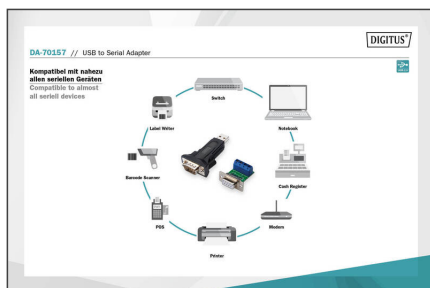 DIGITUS®
DA-70157 // USB to Serial Adapter
Kompatibel mit nahezu
allen seriellen Geräten
Compatible to almost
all seriell devices
Switch
Label Writer
Notebook
Barcode Scanner
Cash Register
POS
Modem
Printer